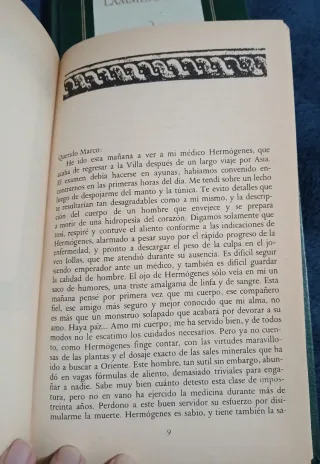 LAMMED
Querido Marco:
He ido esta mañana a ver a mi médico Hermógenes, que
acaba de regresar a la Villa después de un largo viaje por Asia.
El examen debía hacerse en ayunas; habíamos convenido en-
contrarnos en las primeras horas del día. Me tendí sobre un lecho
luego de despojarme del manto y la túnica. Te evito detalles que
te resultarían tan desagradables como a mí mismo, y la descrip-
ción del cuerpo de un hombre que envejece y se prepara
a morir de una hidropesía del corazón. Digamos solamente que
tosí, respiré y contuve el aliento conforme a las indicaciones de
Hermógenes, alarmado a pesar suyo por el rápido progreso de la
enfermedad, y pronto a descargar el peso de la culpa en el jo-
ven Iollas, que me atendió durante su ausencia. Es difícil seguir
siendo emperador ante un médico, y también es difícil guardar
la calidad de hombre. El ojo de Hermógenes sólo veía en mí un
saco de humores, una triste amalgama de linfa y de sangre. Esta
mañana pensé por primera vez que mi cuerpo, ese compañero
fiel, ese amigo más seguro y mejor conocido que mi alma, no
es más que un monstruo solapado que acabará por devorar a su
amo. Haya paz... Amo mi cuerpo; me ha servido bien, y de todos
modos no le escatimo los cuidados necesarios. Pero ya no cuen-
to, como Hermógenes finge contar, con las virtudes maravillo-
sas de las plantas y el dosaje exacto de las sales minerales que ha
ido a buscar a Oriente. Este hombre, tan sutil sin embargo, abun-
dó en vagas fórmulas de aliento, demasiado triviales para enga-
ñar a nadie. Sabe muy bien cuánto detesto esta clase de impos-
tura, pero no en vano ha ejercido la medicina durante más de
treinta años. Perdono a este buen servidor su esfuerzo por disi-
mularme la muerte. Hermógenes es sabio, y tiene también la sa-
9